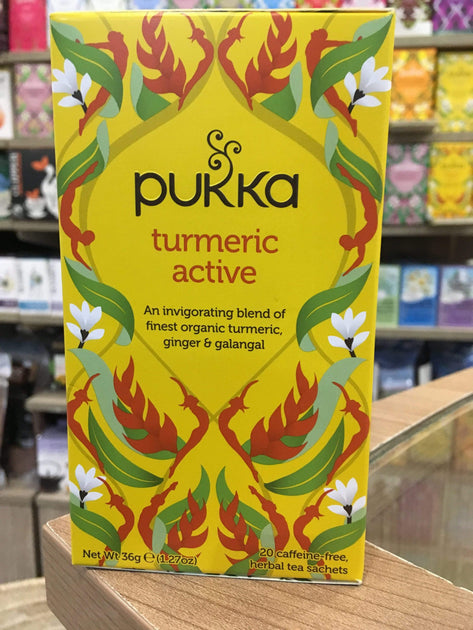 pukka
turmeric
active
An invigorating blend of
finest organic turmeric,
ginger & galangal
Net Wt 36g ℮ (1.27oz)
20 caffeine-free,
herbal tea sachets